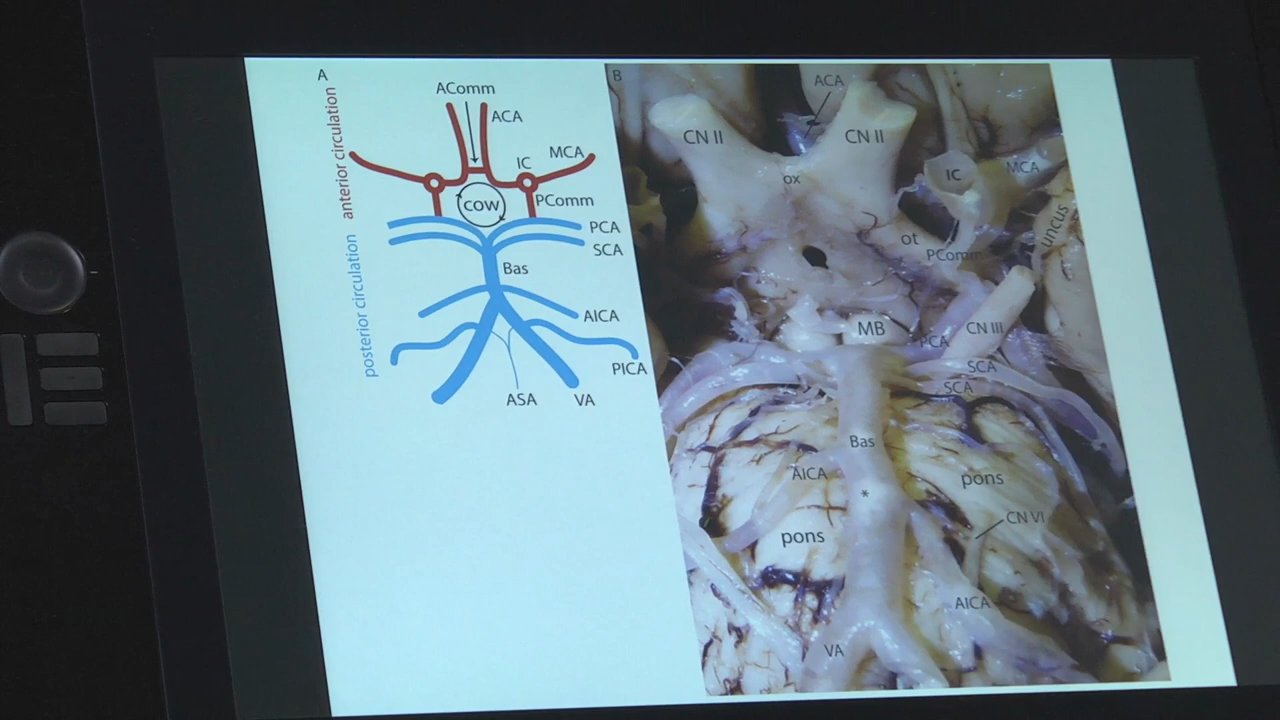 A
AComm
ACA
anterior circulation
IC
MCA
COW
PComm
PCA
SCA
posterior circulation
Bas
AICA
PICA
ASA
VA
B
ACA
CN II
CN II
ox
IC
MCA
uncus
ot
PComm
MB
PCA
CN III
SCA
SCA
Bas
AICA
*
pons
CN VI
pons
AICA
VA